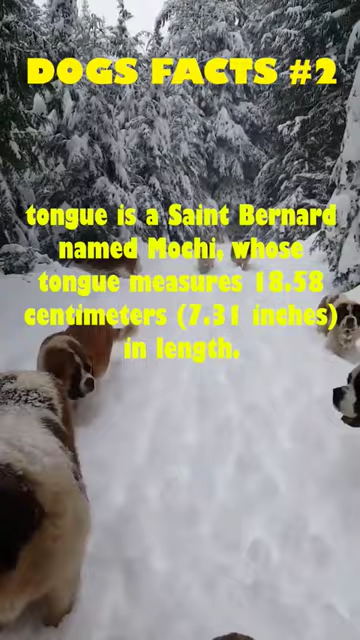 DOGS FACTS #2
tongue is a Saint Bernard
named Mochi, whose
tongue measures 18.58
centimeters (7.31 inches)
in length.